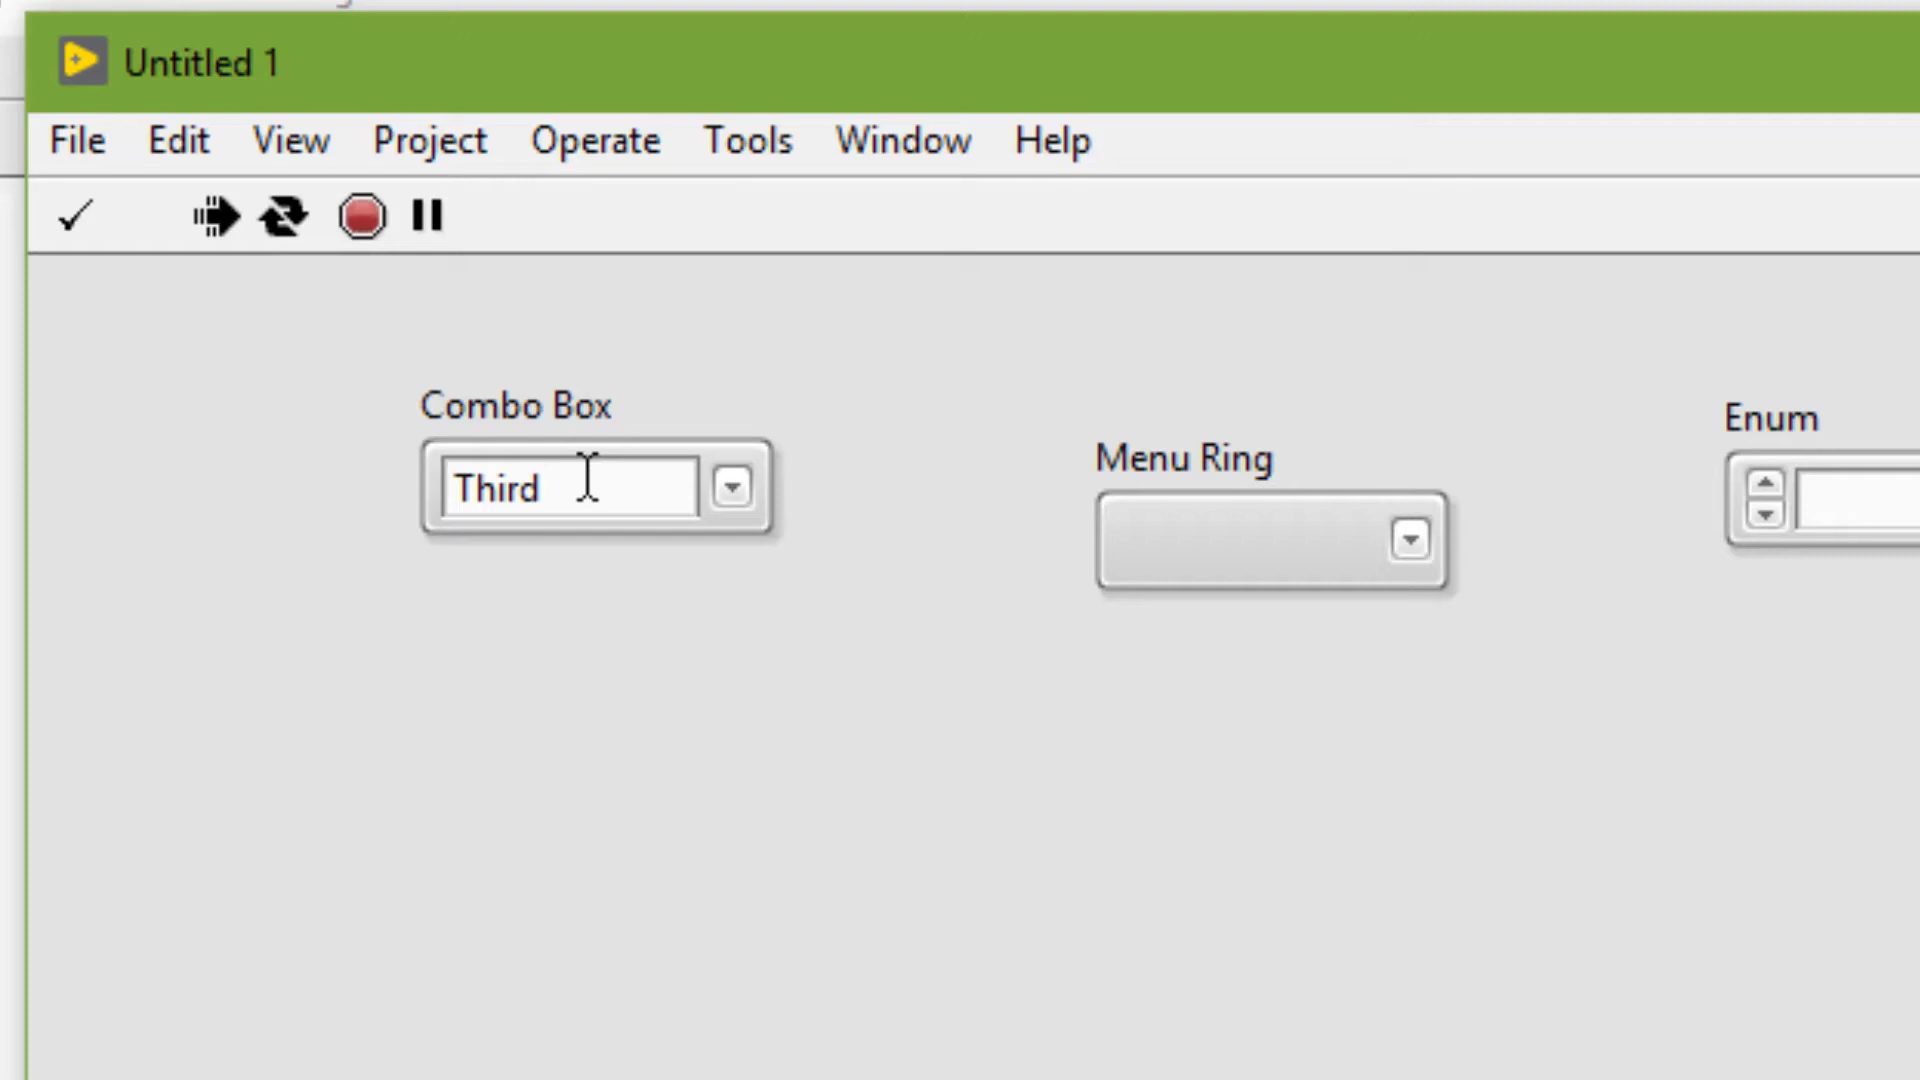 Untitled 1
File Edit View Project Operate Tools Window Help
Combo Box
Third
Menu Ring
Enum